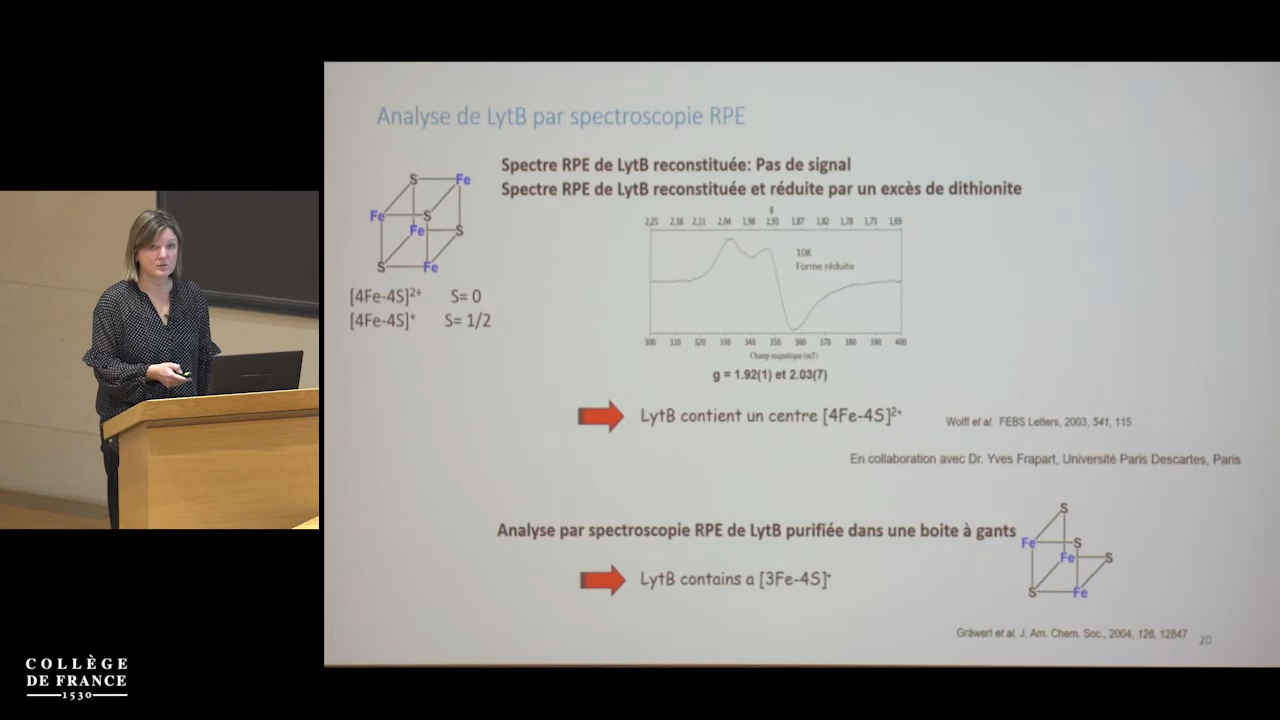 Analyse de LytB par spectroscopie RPE
Spectre RPE de LytB reconstituée: Pas de signal
Spectre RPE de LytB reconstituée et réduite par un excès de dithionite
S Fe
Fe S
Fe S
S Fe
[4Fe-4S]²⁺ S= 0
[4Fe-4S]⁺ S= 1/2
g
2,25 2,18 2,11 2,04 1,98 1,93 1,87 1,82 1,78 1,73 1,69
10K
Forme réduite
300 310 320 330 340 350 360 370 380 390 400
Champ magnétique (mT)
g = 1.92(1) et 2.03(7)
LytB contient un centre [4Fe-4S]²⁺
Wolff et al. FEBS Letters, 2003, 541, 115
En collaboration avec Dr. Yves Frapart, Université Paris Descartes, Paris
Analyse par spectroscopie RPE de LytB purifiée dans une boite à gants
LytB contains a [3Fe-4S]⁺
S
Fe S
Fe S
S Fe
Gräwert et al. J. Am. Chem. Soc., 2004, 126, 12847
20
COLLÈGE
DE FRANCE
1530